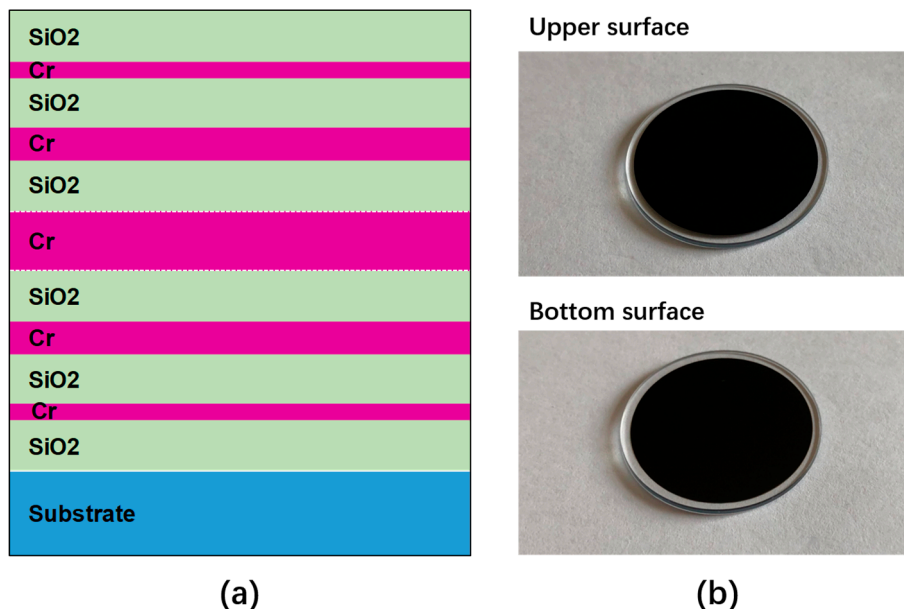 SiO2
Cr
SiO2
Cr
SiO2
Cr
SiO2
Cr
SiO2
Cr
SiO2
Substrate
(a)
Upper surface
Bottom surface
(b)